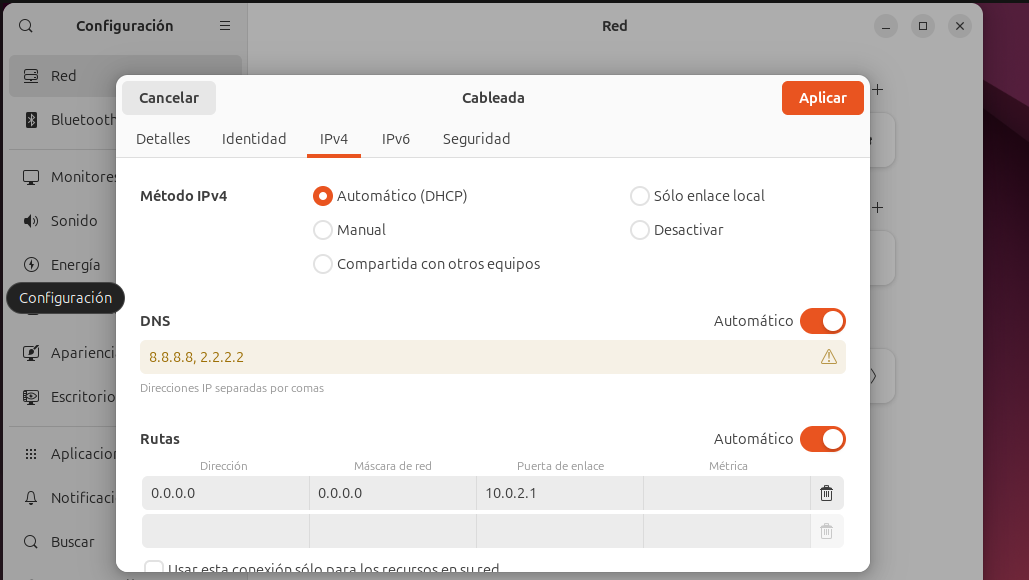 Configuración
Red
Red
Bluetooth
Monitores
Sonido
Energía
Configuración
Aparienci
Escritorio
Aplicacion
Notificaci
Buscar
Cancelar
Cableada
Aplicar
Detalles
Identidad
IPv4
IPv6
Seguridad
Método IPv4
Automático (DHCP)
Sólo enlace local
Manual
Desactivar
Compartida con otros equipos
DNS
Automático
8.8.8.8, 2.2.2.2
Direcciones IP separadas por comas
Rutas
Automático
Dirección
Máscara de red
Puerta de enlace
Métrica
0.0.0.0
0.0.0.0
10.0.2.1
Usar esta conexión sólo para los recursos en su red